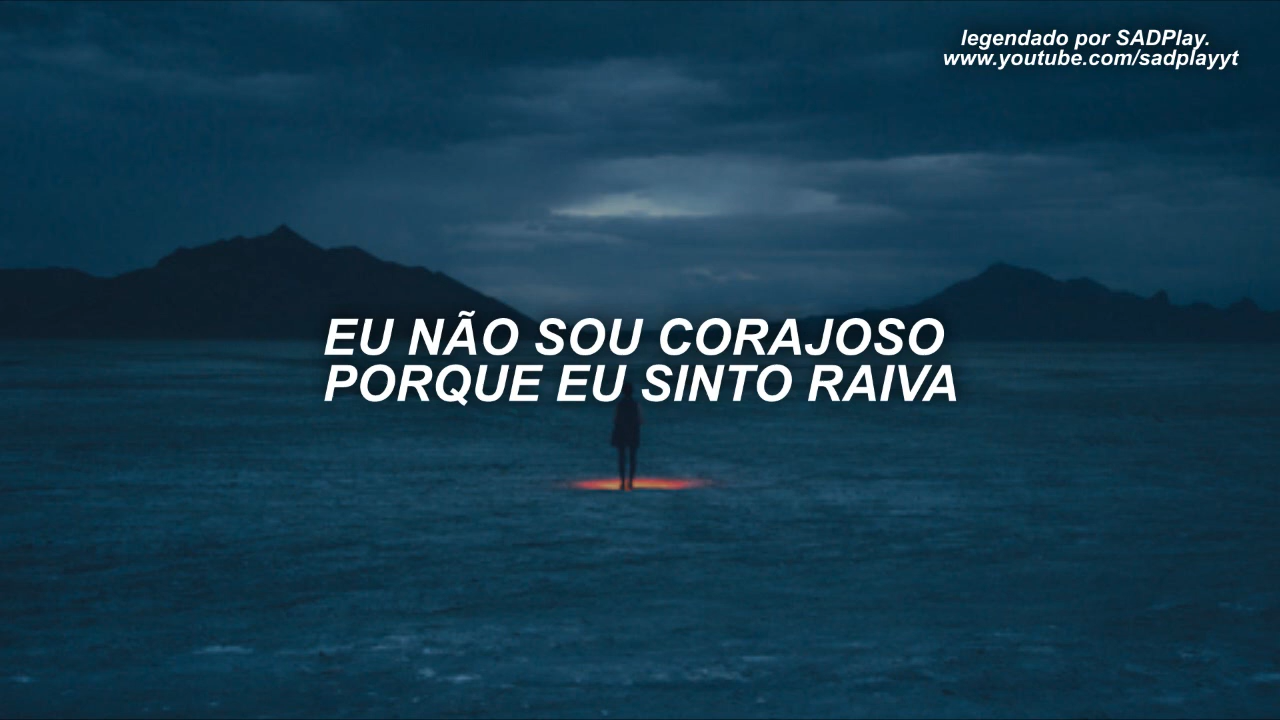 legendado por SADPlay.
www.youtube.com/sadplayyt
EU NÃO SOU CORAJOSO
PORQUE EU SINTO RAIVA